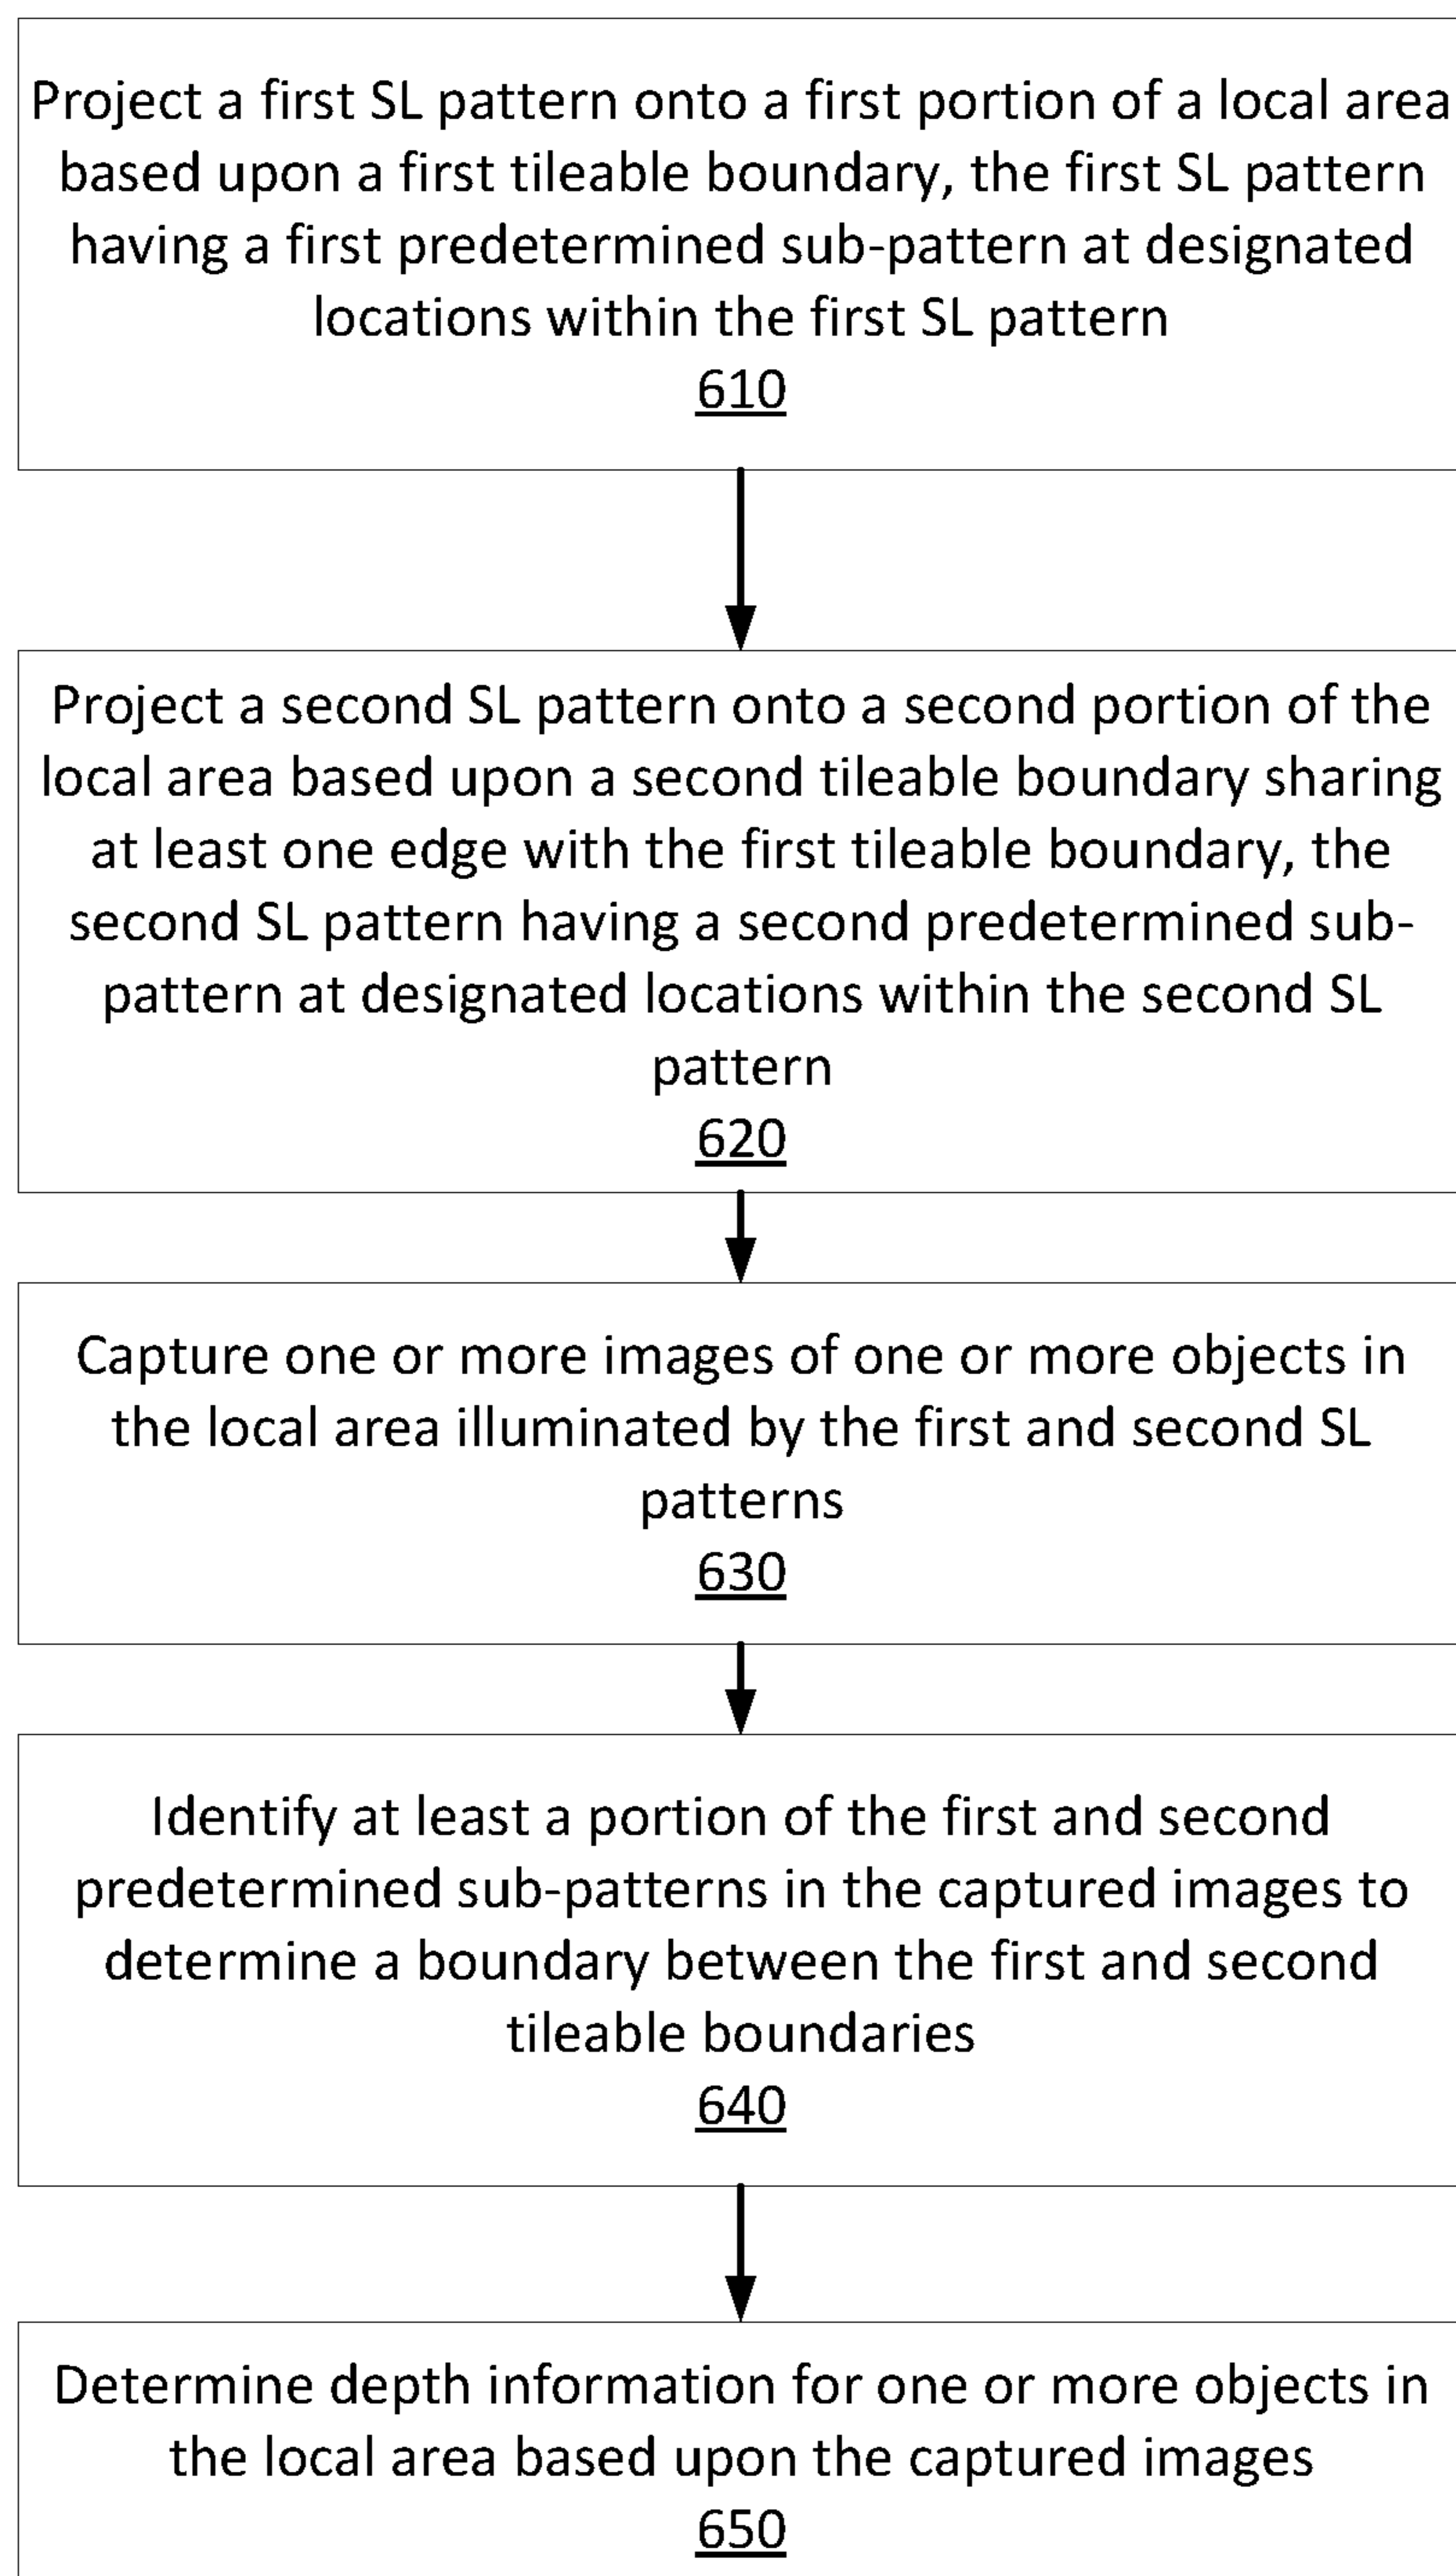 Project a first SL pattern onto a first portion of a local area
based upon a first tileable boundary, the first SL pattern
having a first predetermined sub-pattern at designated
locations within the first SL pattern
610
Project a second SL pattern onto a second portion of the
local area based upon a second tileable boundary sharing
at least one edge with the first tileable boundary, the
second SL pattern having a second predetermined sub-
pattern at designated locations within the second SL
pattern
620
Capture one or more images of one or more objects in
the local area illuminated by the first and second SL
patterns
630
Identify at least a portion of the first and second
predetermined sub-patterns in the captured images to
determine a boundary between the first and second
tileable boundaries
640
Determine depth information for one or more objects in
the local area based upon the captured images
650